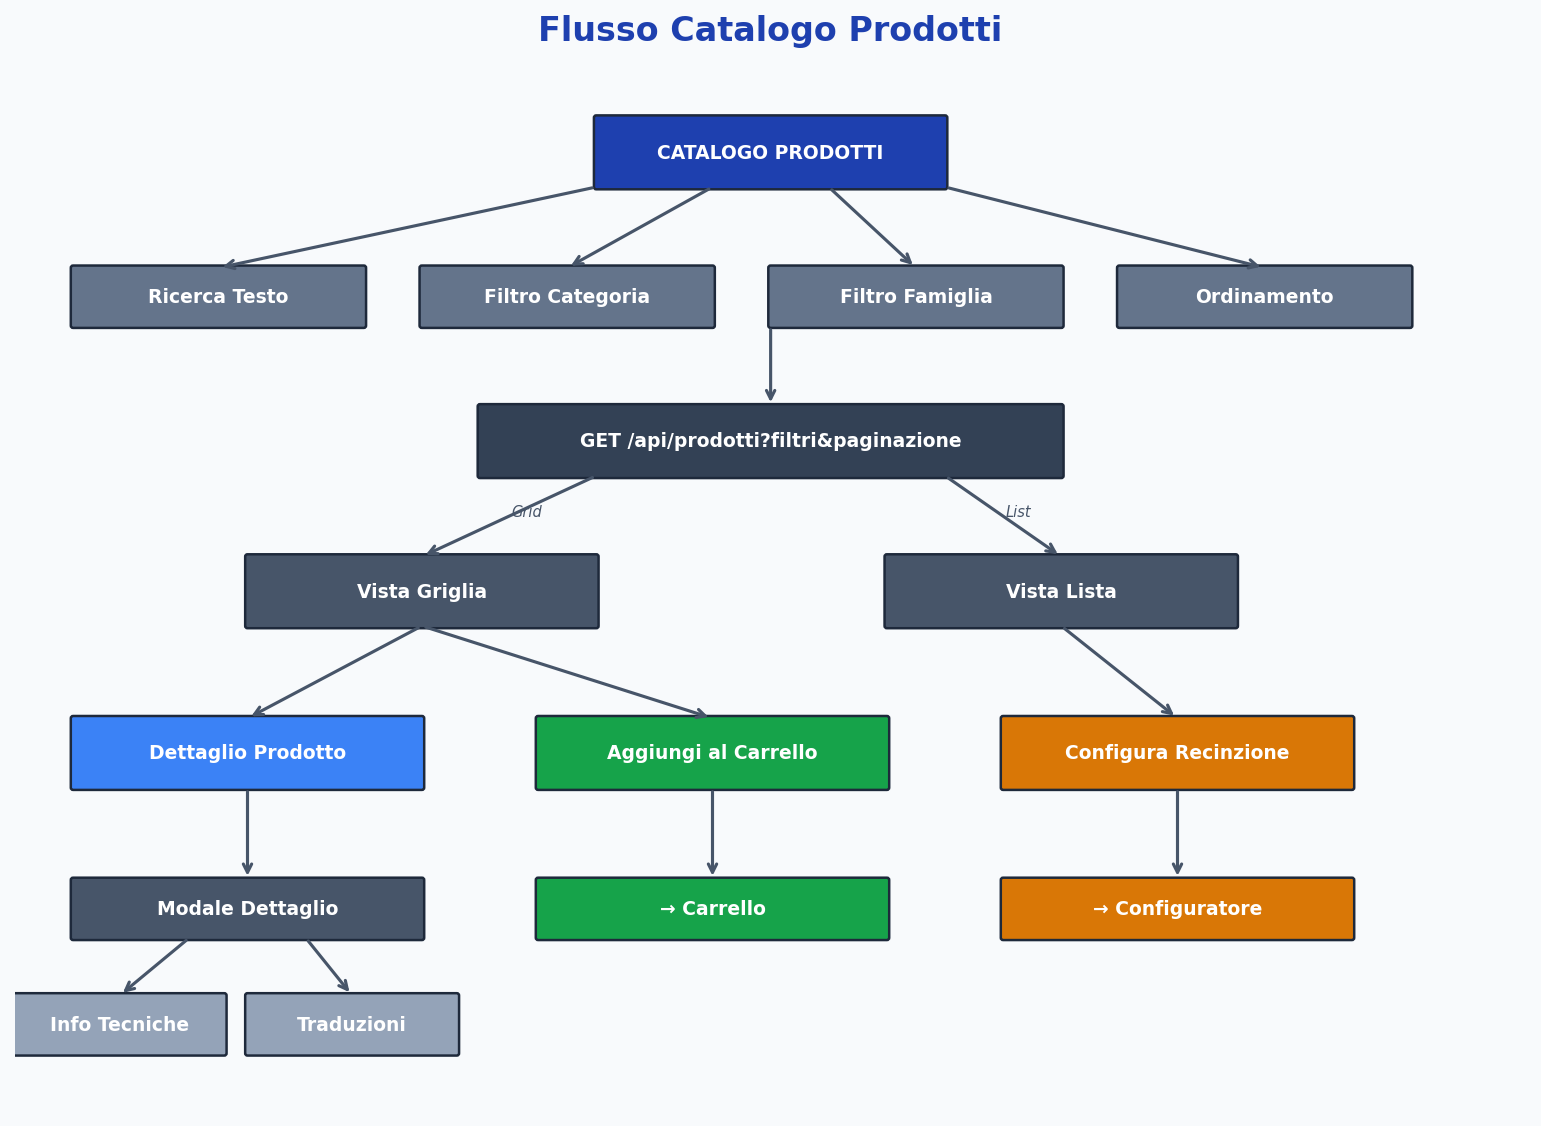 Flusso Catalogo Prodotti
CATALOGO PRODOTTI
Ricerca Testo
Filtro Categoria
Filtro Famiglia
Ordinamento
GET /api/prodotti?filtri&paginazione
Grid
List
Vista Griglia
Vista Lista
Dettaglio Prodotto
Aggiungi al Carrello
Configura Recinzione
Modale Dettaglio
→ Carrello
→ Configuratore
Info Tecniche
Traduzioni